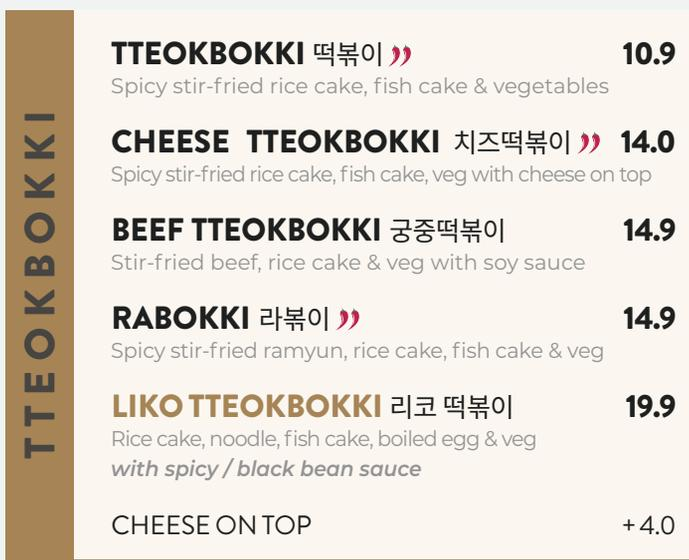 TTEOKBOKKI
TTEOKBOKKI 떡볶이 10.9
Spicy stir-fried rice cake, fish cake & vegetables
CHEESE TTEOKBOKKI 치즈떡볶이 14.0
Spicy stir-fried rice cake, fish cake, veg with cheese on top
BEEF TTEOKBOKKI 궁중떡볶이 14.9
Stir-fried beef, rice cake & veg with soy sauce
RABOKKI 라볶이 14.9
Spicy stir-fried ramyun, rice cake, fish cake & veg
LIKO TTEOKBOKKI 리코 떡볶이 19.9
Rice cake, noodle, fish cake, boiled egg & veg
with spicy / black bean sauce
CHEESE ON TOP +4.0